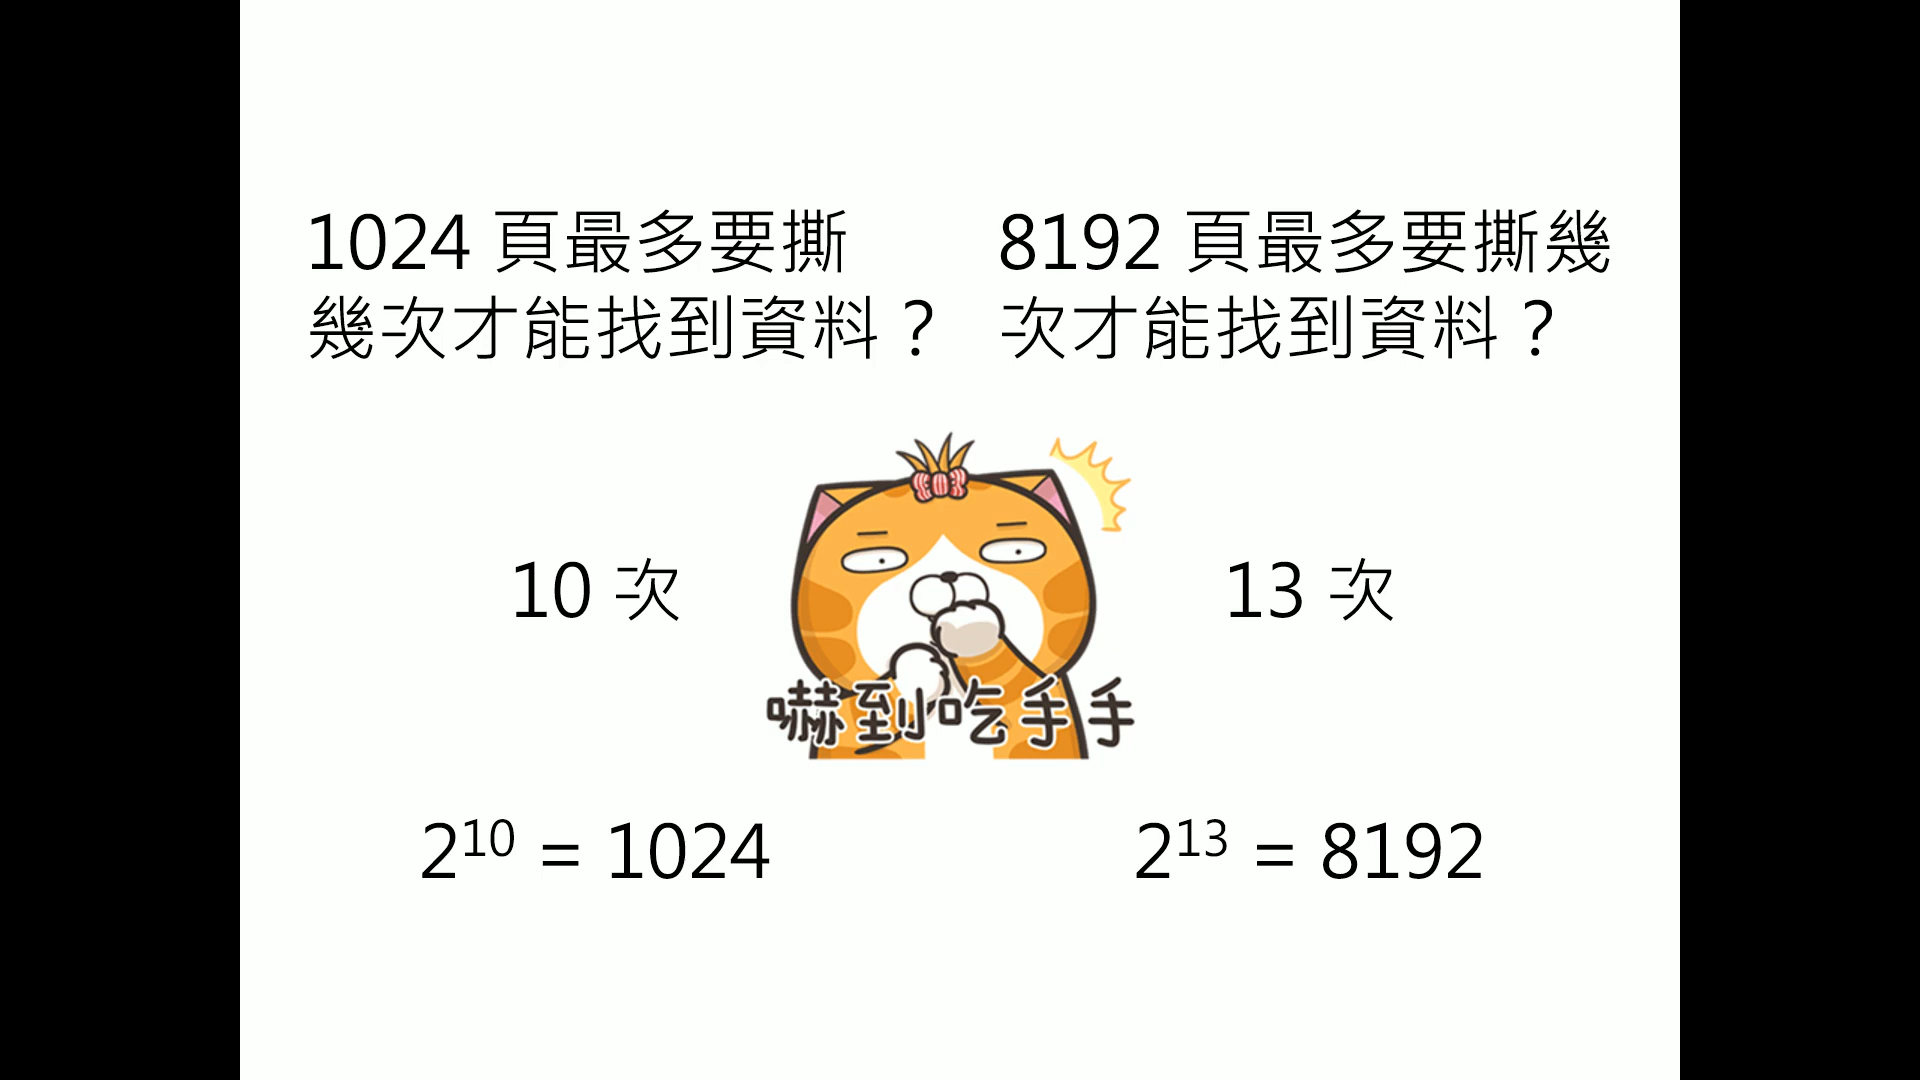 1024 頁最多要撕
幾次才能找到資料？
8192 頁最多要撕幾
次才能找到資料？
10 次
13 次
嚇到吃手手
2¹⁰ = 1024
2¹³ = 8192